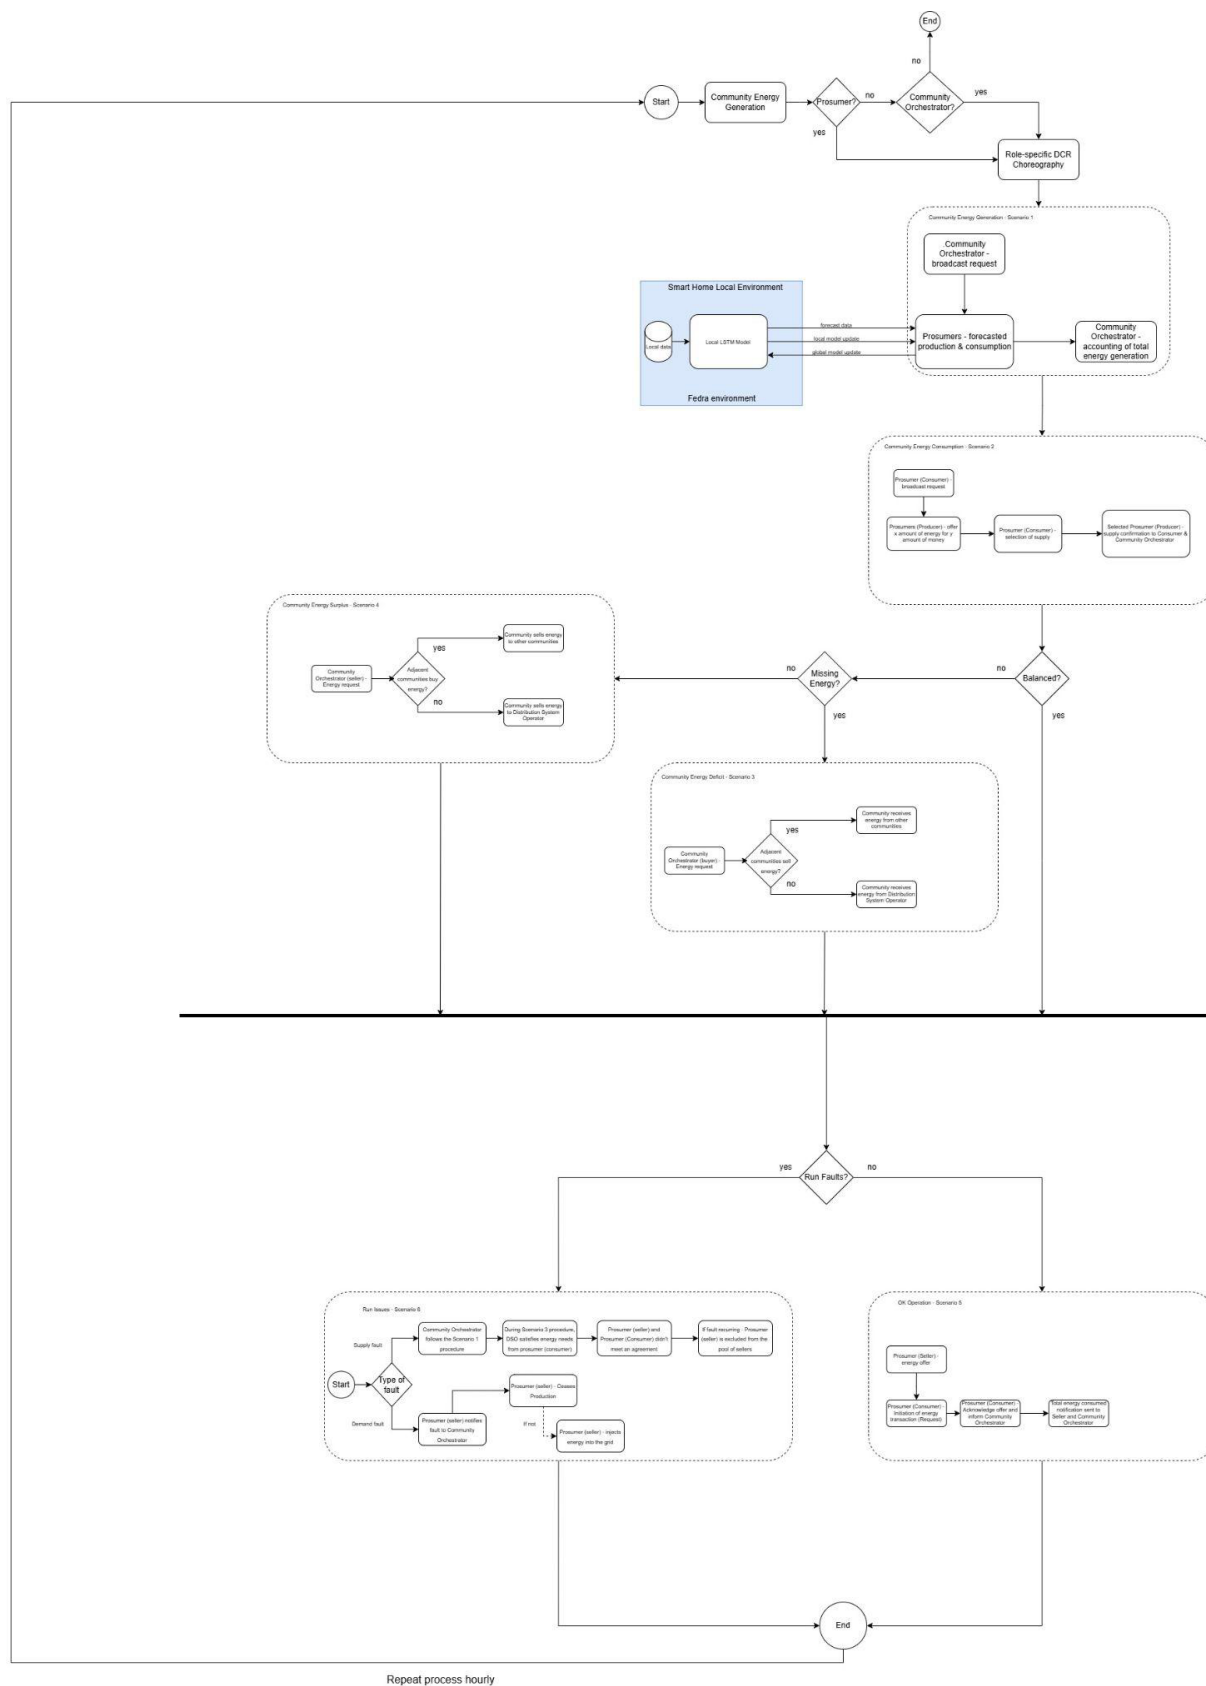 End
no
Start
Community Energy
Generation
Prosumer?
no
Community
Orchestrator?
yes
yes
Role-specific DCR
Choreography
Community Energy Generation - Scenario 1
Community
Orchestrator -
broadcast request
Smart Home Local Environment
Local data
Local LSTM Model
forecast data
local model update
global model update
Prosumers - forecasted
production & consumption
Community
Orchestrator -
accounting of total
energy generation
Fedra environment
Community Energy Consumption - Scenario 2
Prosumer (Consumer) -
broadcast request
Prosumers (Producer) - offer
x amount of energy for y
amount of money
Prosumer (Consumer) -
selection of supply
Selected Prosumer (Producer) -
supply confirmation to Consumer &
Community Orchestrator
Community Energy Surplus - Scenario 4
Community
Orchestrator (seller) -
Energy request
Adjacent
communities buy
energy?
yes
no
Community sells energy
to other communities
Community sells energy
to Distribution System
Operator
no
Missing
Energy?
yes
no
Balanced?
yes
Community Energy Deficit - Scenario 3
Community
Orchestrator (buyer) -
Energy request
Adjacent
communities sell
energy?
yes
no
Community receives
energy from other
communities
Community receives
energy from Distribution
System Operator
yes
Run Faults?
no
Run Issues - Scenario 6
Start
Type of
fault
Supply fault
Demand fault
Community Orchestrator
follows the Scenario 1
procedure
During Scenario 3 procedure,
DSO satisfies energy needs
from prosumer (consumer)
Prosumer (seller) and
Prosumer (Consumer) didn't
meet an agreement
If fault recurring - Prosumer
(seller) is excluded from the
pool of sellers
Prosumer (seller) notifies
fault to Community
Orchestrator
Prosumer (seller) - Ceases
Production
If not
Prosumer (seller) - injects
energy into the grid
OK Operation - Scenario 5
Prosumer (Seller) -
energy offer
Prosumer (Consumer) -
Initiation of energy
transaction (Request)
Prosumer (Consumer) -
Acknowledge offer and
inform Community
Orchestrator
Total energy consumed
notification sent to
Seller and Community
Orchestrator
End
Repeat process hourly